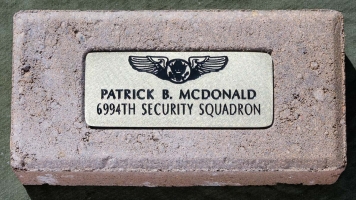 PATRICK B. MCDONALD
6994TH SECURITY SQUADRON